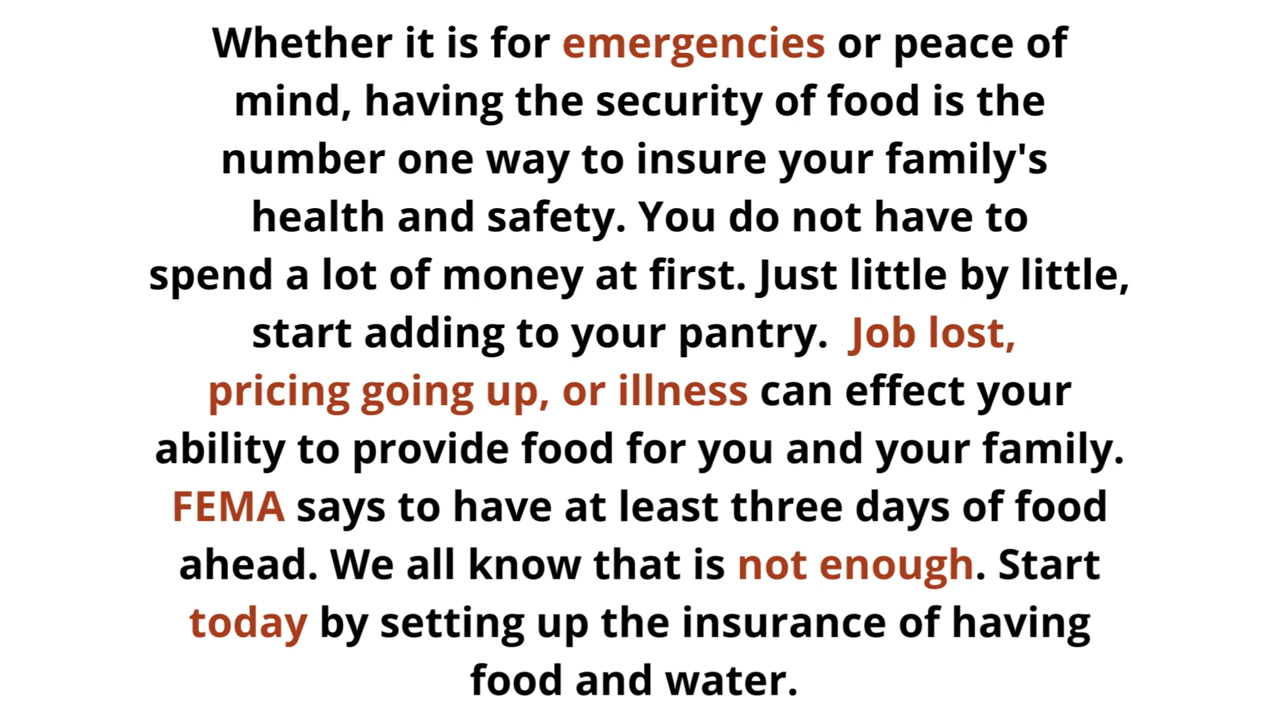 Whether it is for emergencies or peace of
mind, having the security of food is the
number one way to insure your family's
health and safety. You do not have to
spend a lot of money at first. Just little by little,
start adding to your pantry.  Job lost,
pricing going up, or illness can effect your
ability to provide food for you and your family.
FEMA says to have at least three days of food
ahead. We all know that is not enough. Start
today by setting up the insurance of having
food and water.